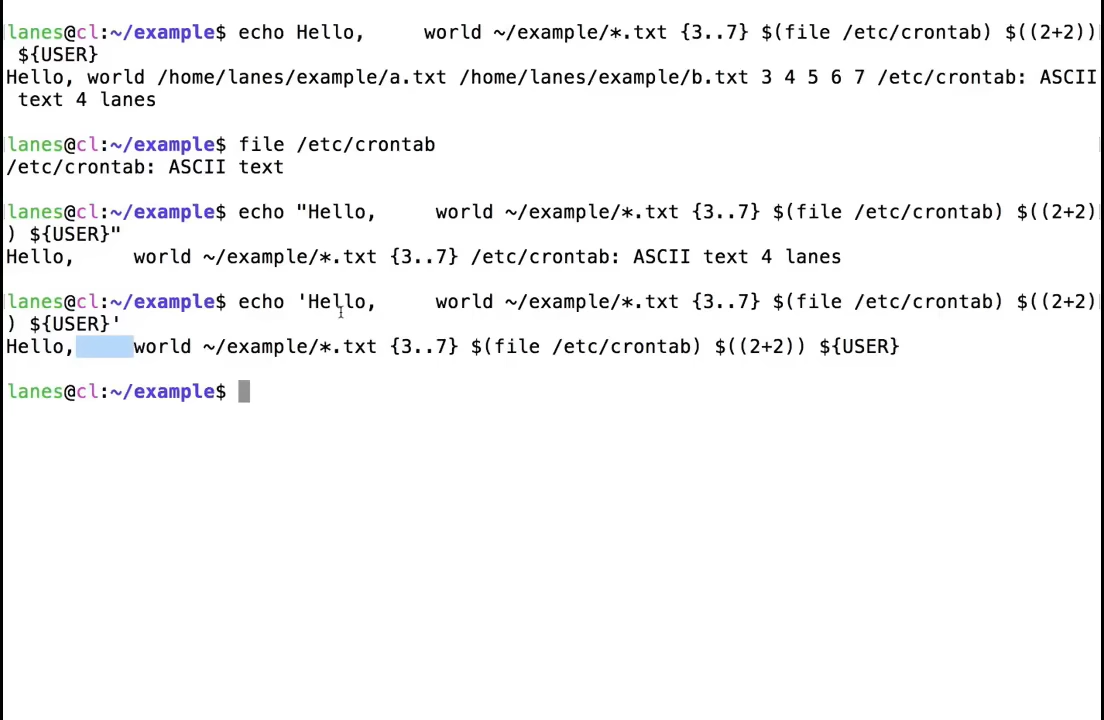 lanes@cl:~/example$ echo Hello,     world ~/example/*.txt {3..7} $(file /etc/crontab) $((2+2))
 ${USER}
Hello, world /home/lanes/example/a.txt /home/lanes/example/b.txt 3 4 5 6 7 /etc/crontab: ASCII
 text 4 lanes
lanes@cl:~/example$ file /etc/crontab
/etc/crontab: ASCII text
lanes@cl:~/example$ echo "Hello,     world ~/example/*.txt {3..7} $(file /etc/crontab) $((2+2)
) ${USER}"
Hello,     world ~/example/*.txt {3..7} /etc/crontab: ASCII text 4 lanes
lanes@cl:~/example$ echo 'Hello,     world ~/example/*.txt {3..7} $(file /etc/crontab) $((2+2)
) ${USER}'
Hello,     world ~/example/*.txt {3..7} $(file /etc/crontab) $((2+2)) ${USER}
lanes@cl:~/example$